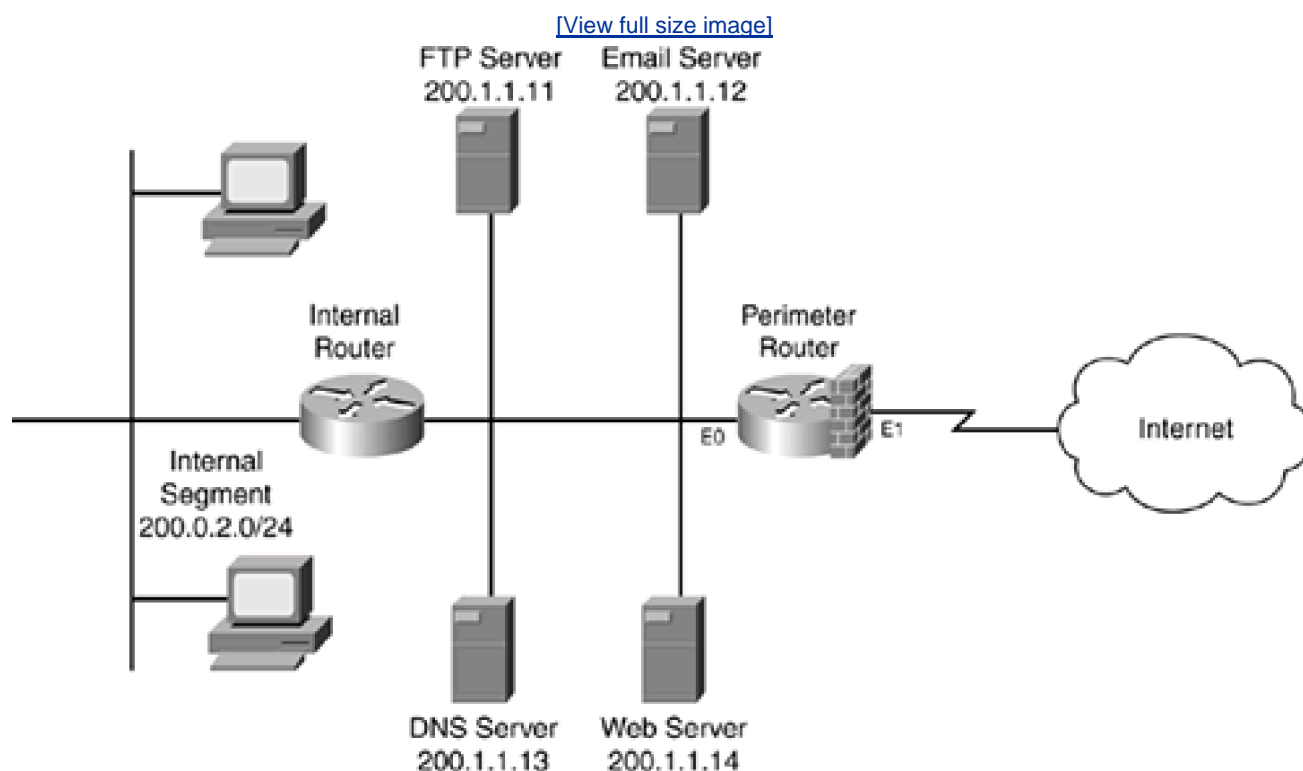 [View full size image]
FTP Server
200.1.1.11
Email Server
200.1.1.12
Internal
Router
Perimeter
Router
E0
E1
Internet
Internal
Segment
200.0.2.0/24
DNS Server
200.1.1.13
Web Server
200.1.1.14